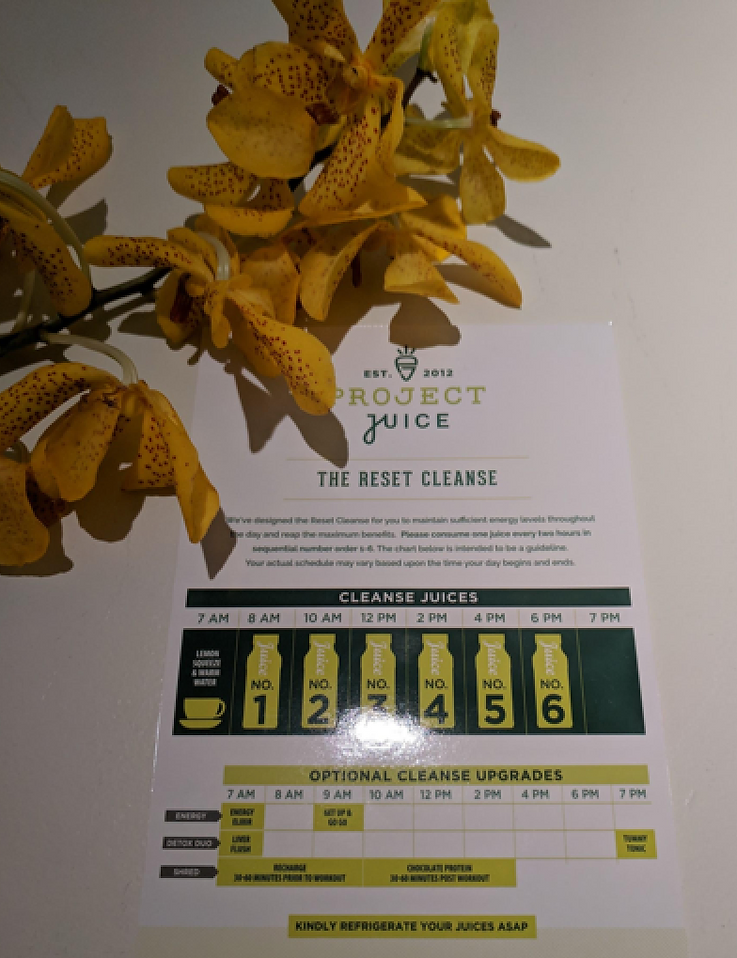 EST. 2012
PROJECT
JUICE
THE RESET CLEANSE
We've designed the Reset Cleanse for you to maintain sufficient energy levels throughout
the day and reap the maximum benefits. Please consume one juice every two hours in
sequential number order 1-6. The chart below is intended to be a guideline.
Your actual schedule may vary based upon the time your day begins and ends.
CLEANSE JUICES
7 AM 8 AM 10 AM 12 PM 2 PM 4 PM 6 PM 7 PM
LEMON
SQUEEZE
& WARM
WATER
Juice Juice Juice Juice Juice Juice
NO. NO. NO. NO. NO. NO.
1 2 3 4 5 6
OPTIONAL CLEANSE UPGRADES
7 AM 8 AM 9 AM 10 AM 12 PM 2 PM 4 PM 6 PM 7 PM
ENERGY
ENERGY
ELIXIR
GET UP &
GO GO
DETOX DUO
LIVER
FLUSH
TUMMY
TONIC
SHRED
RECHARGE
30-60 MINUTES PRIOR TO WORKOUT
CHOCOLATE PROTEIN
30-60 MINUTES POST WORKOUT
KINDLY REFRIGERATE YOUR JUICES ASAP